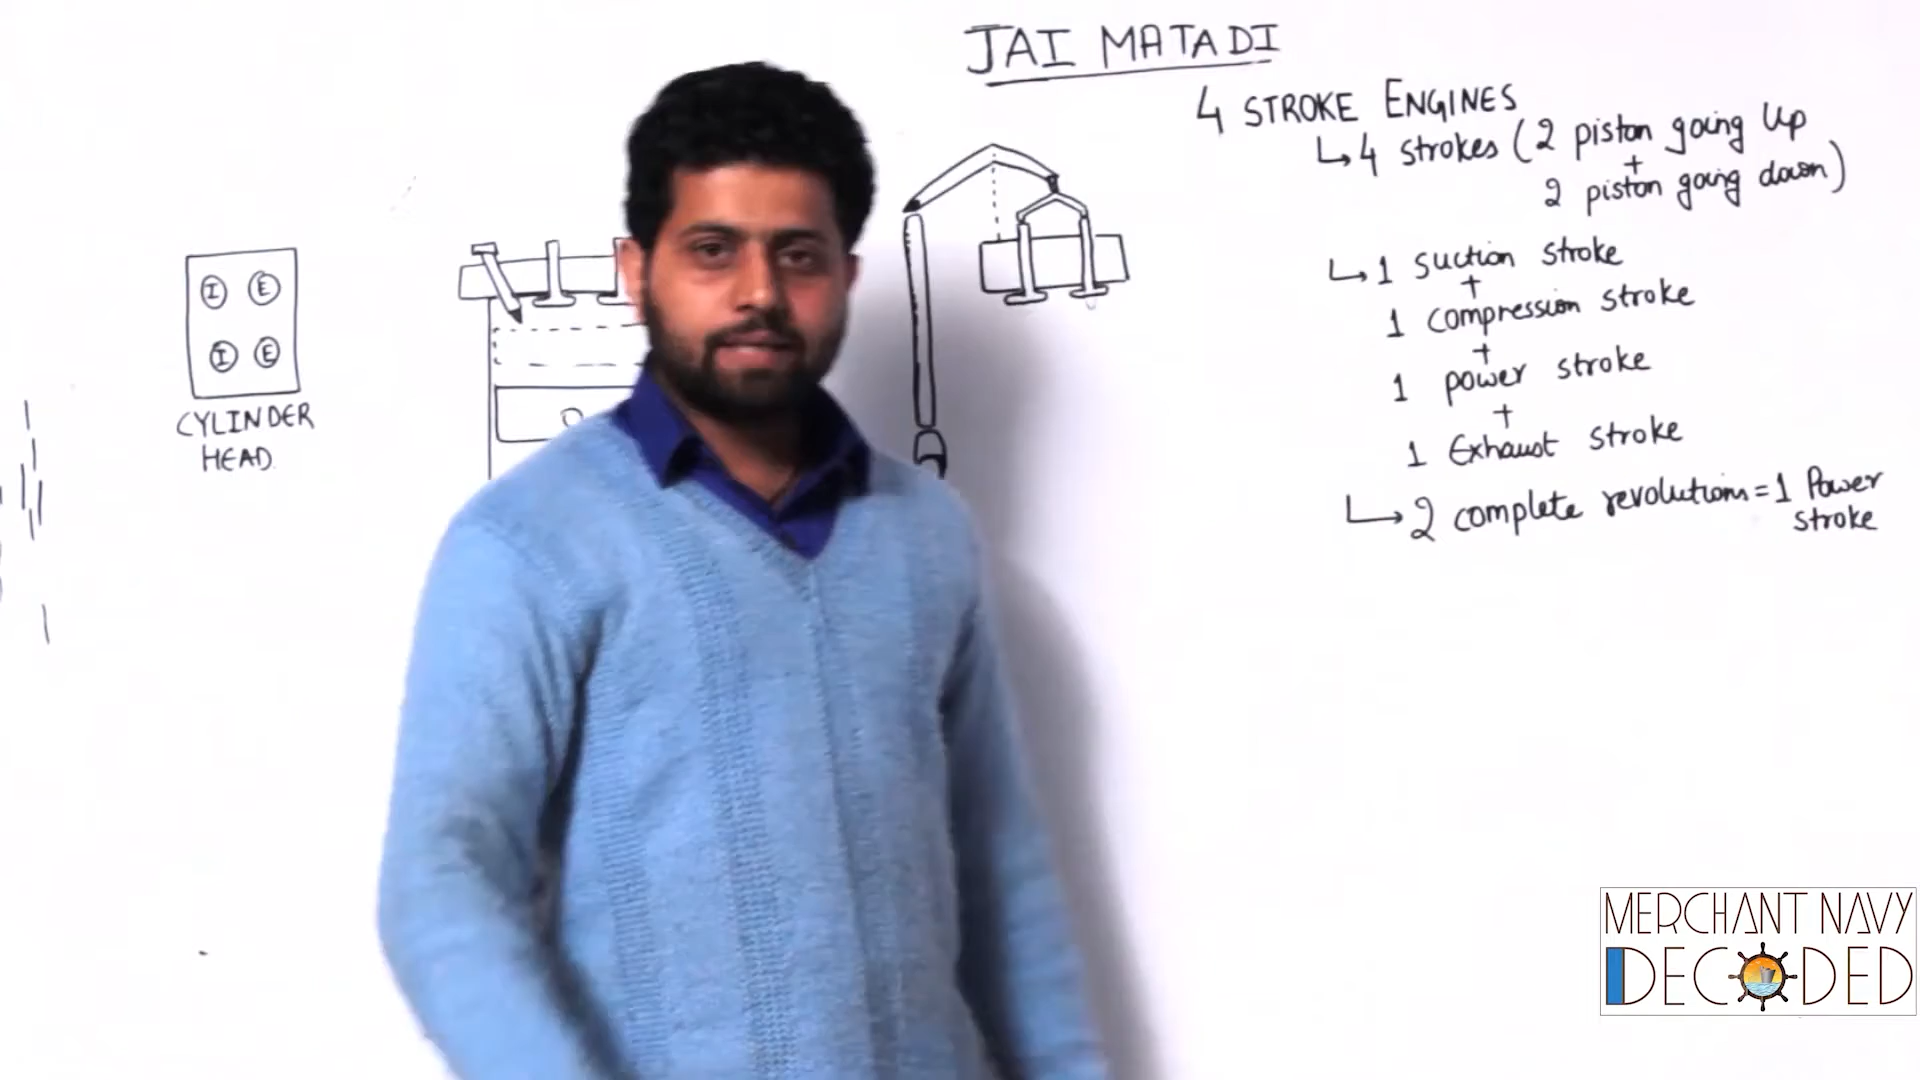 JAI MATA DI
4 STROKE ENGINES
4 strokes (2 piston going Up
+
2 piston going down)
1 suction stroke
+
1 compression stroke
+
1 power stroke
+
1 Exhaust stroke
2 complete revolutions = 1 Power
stroke
I E
I E
CYLINDER
HEAD.
MERCHANT NAVY
DECODED